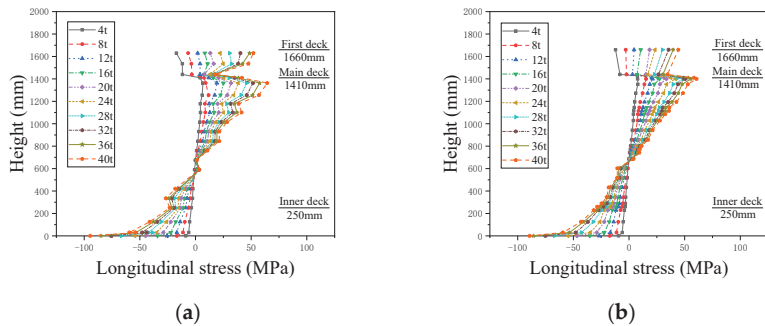 2000
1800
1600
1400
1200
1000
800
600
400
200
0
Height (mm)
4t
8t
12t
16t
20t
24t
28t
32t
36t
40t
First deck
1660mm
Main deck
1410mm
Inner deck
250mm
-100 -50 0 50 100
Longitudinal stress (MPa)
(a)
2000
1800
1600
1400
1200
1000
800
600
400
200
0
Height (mm)
4t
8t
12t
16t
20t
24t
28t
32t
36t
40t
First deck
1660mm
Main deck
1410mm
Inner deck
250mm
-100 -50 0 50 100
Longitudinal stress (MPa)
(b)